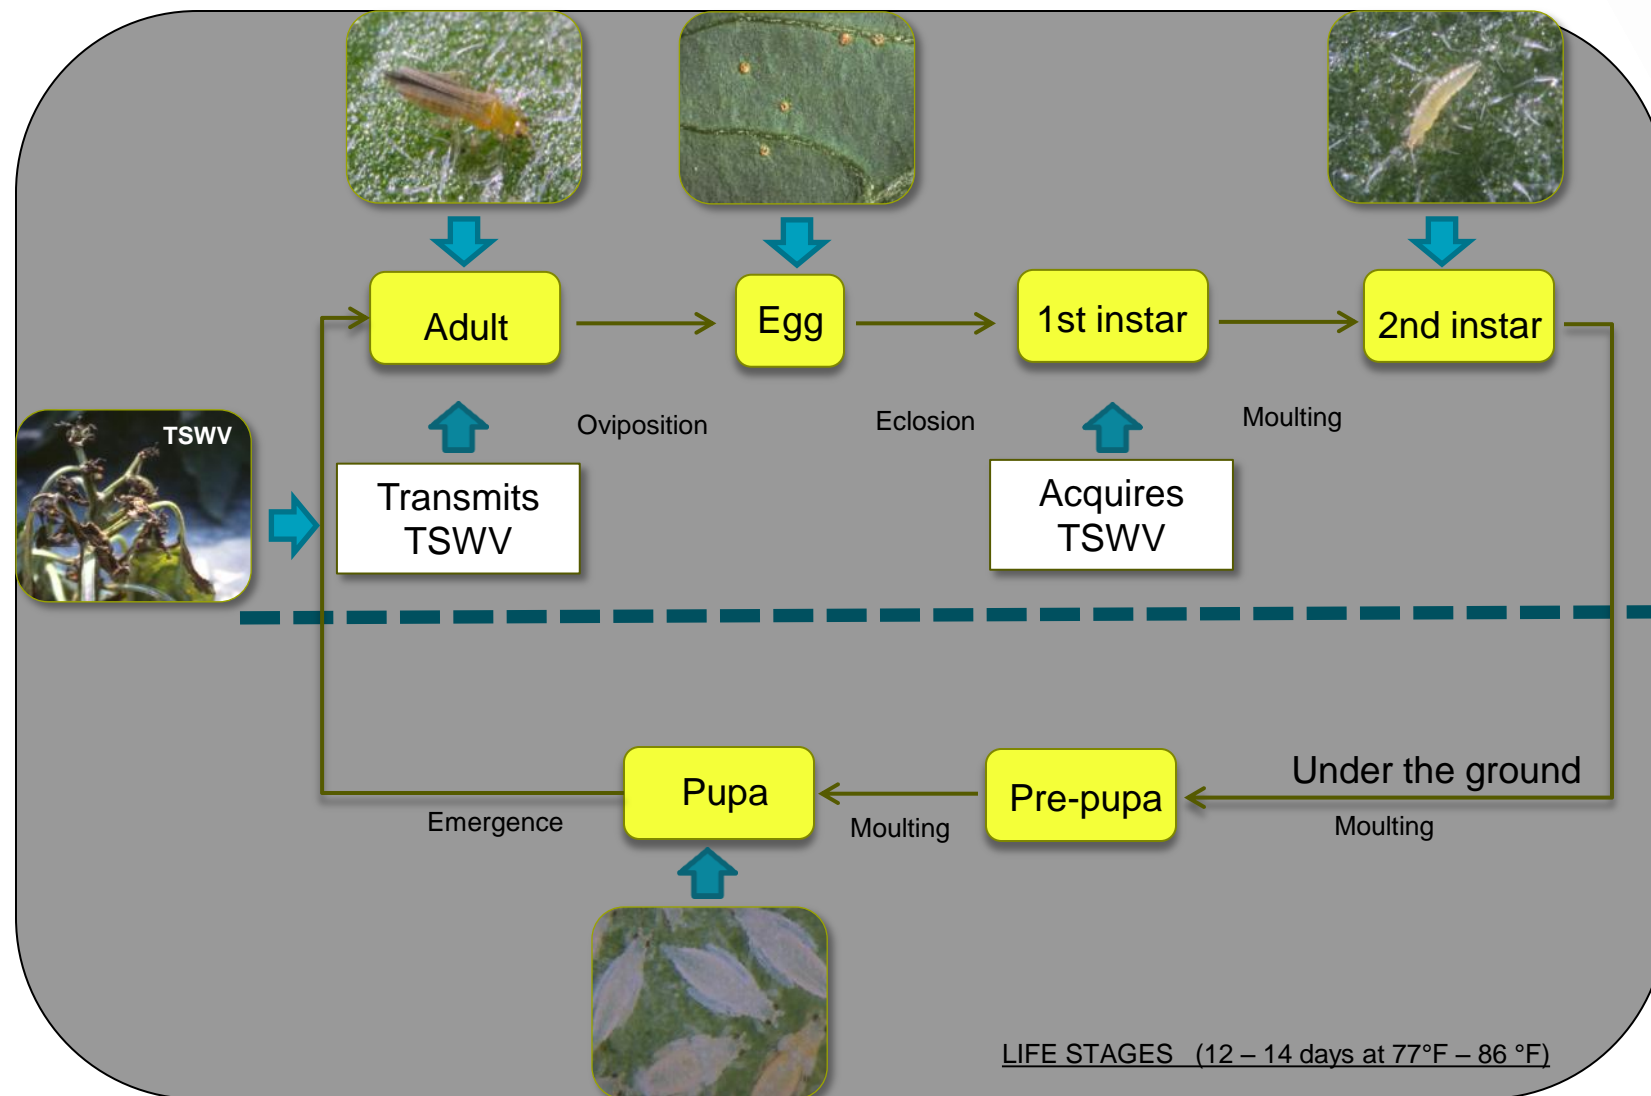 Adult
Egg
1st instar
2nd instar
Oviposition
Eclosion
Moulting
TSWV
Transmits
TSWV
Acquires
TSWV
Under the ground
Pupa
Pre-pupa
Emergence
Moulting
Moulting
LIFE STAGES (12 – 14 days at 77°F – 86 °F)